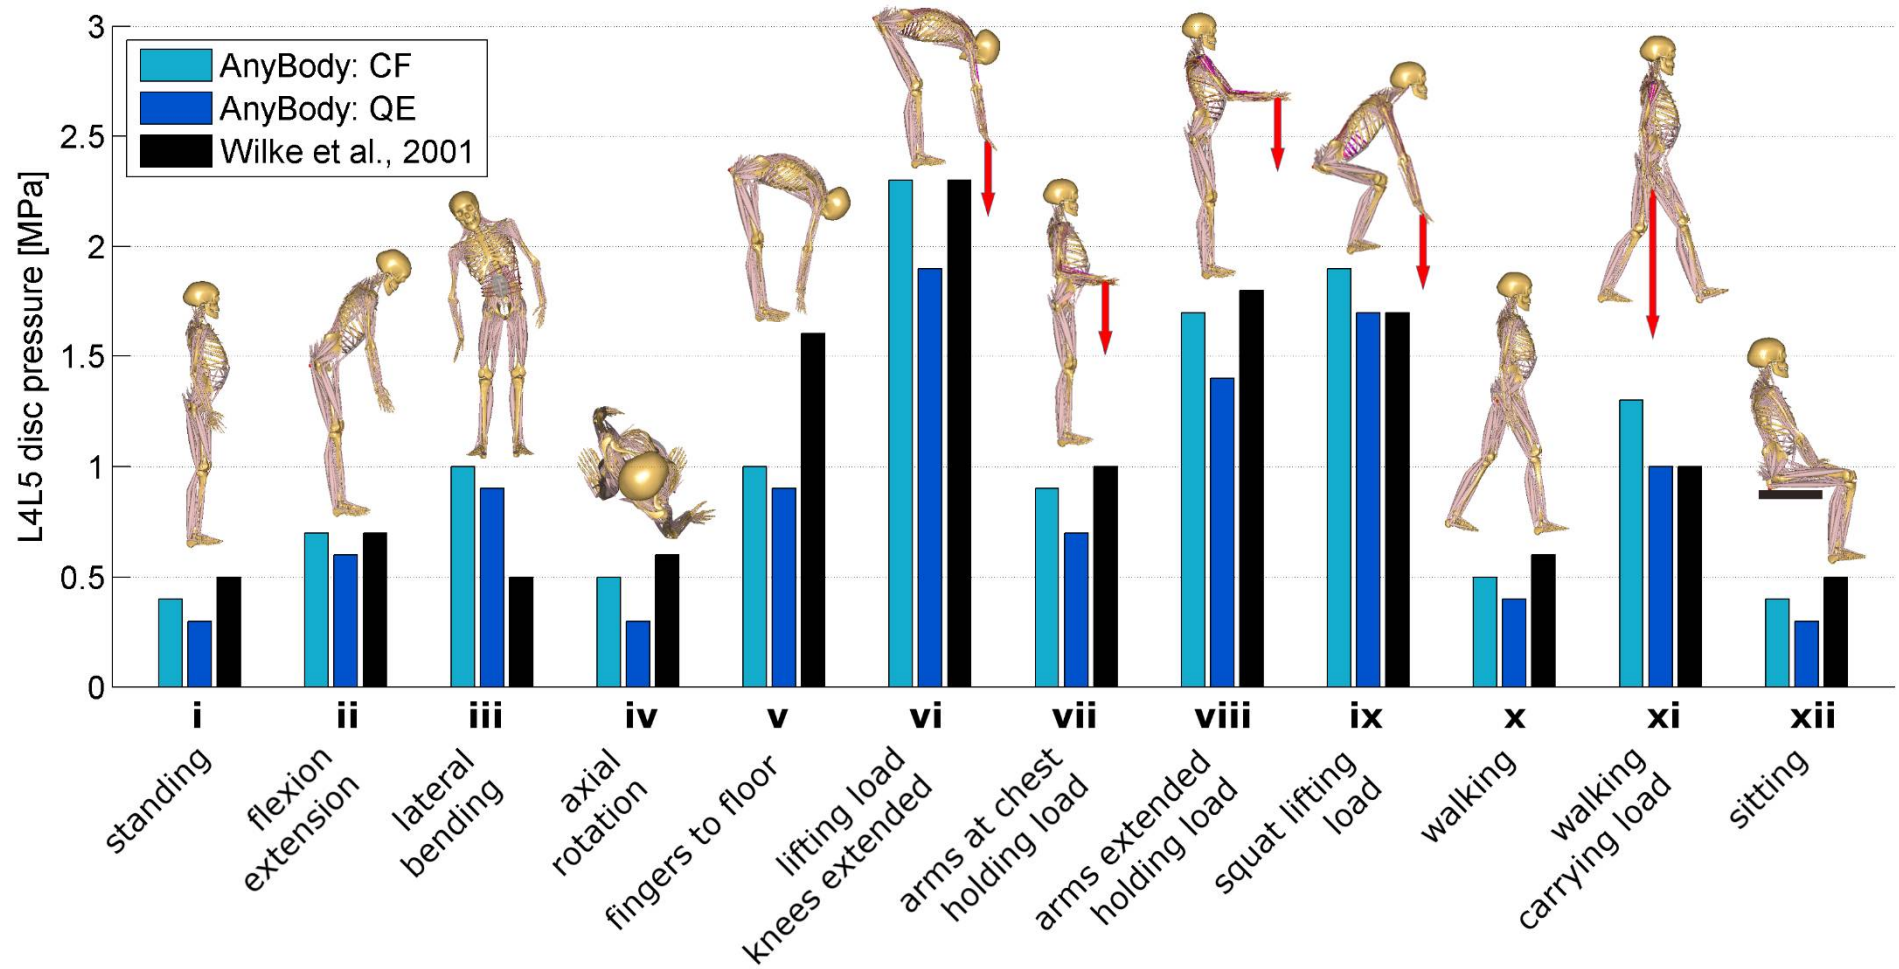 AnyBody: CF
AnyBody: QE
Wilke et al., 2001
L4L5 disc pressure [MPa]
3
2.5
2
1.5
1
0.5
0
i
ii
iii
iv
v
vi
vii
viii
ix
x
xi
xii
standing
flexion
extension
lateral
bending
axial
rotation
fingers to floor
lifting load
knees extended
arms at chest
holding load
arms extended
holding load
squat lifting
load
walking
walking
carrying load
sitting